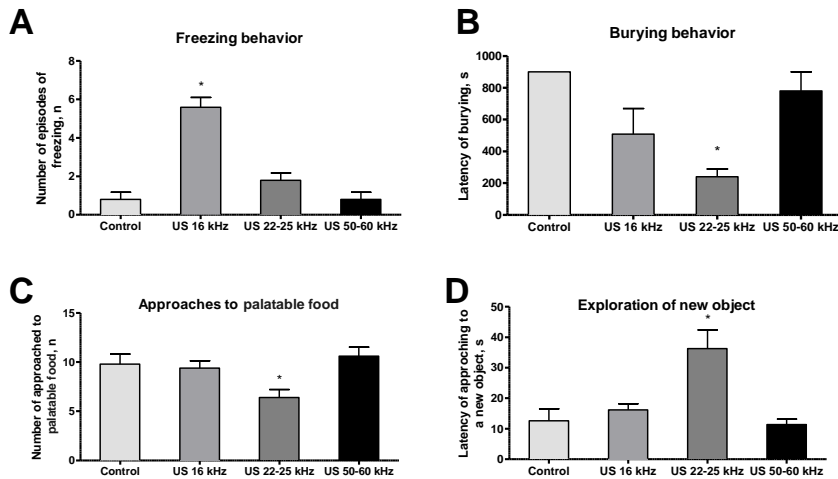 A
Freezing behavior
Number of episodes of
freezing, n
8
6
4
2
0
*
Control
US 16 kHz
US 22-25 kHz
US 50-60 kHz
B
Burying behavior
Latency of burying, s
1000
800
600
400
200
0
*
Control
US 16 kHz
US 22-25 kHz
US 50-60 kHz
C
Approaches to palatable food
Number of approached to
palatable food, n
15
10
5
0
*
Control
US 16 kHz
US 22-25 kHz
US 50-60 kHz
D
Exploration of new object
Latency of approching to
a new object, s
50
40
30
20
10
0
*
Control
US 16 kHz
US 22-25 kHz
US 50-60 kHz